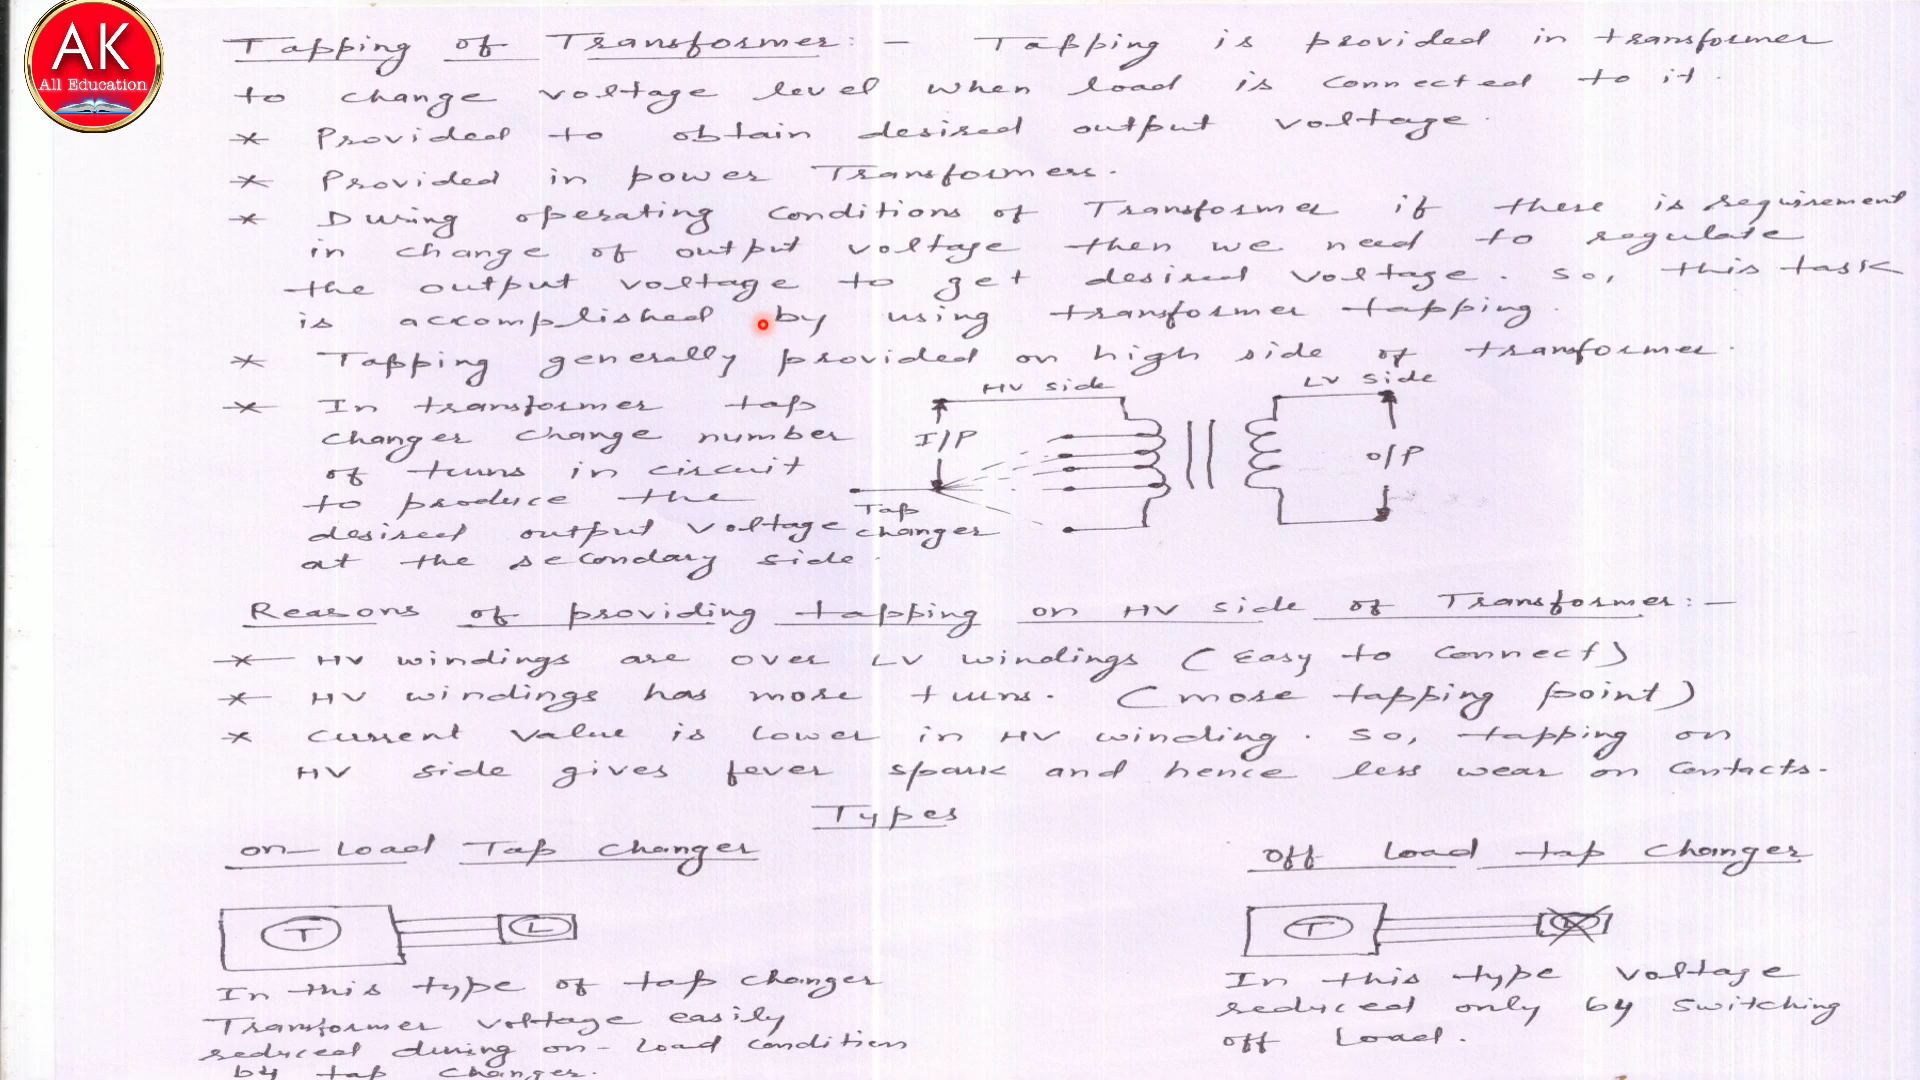 AK
All Education
Tapping of Transformer: - Tapping is provided in transformer
to change voltage level when load is connected to it.
* Provided to obtain desired output voltage.
* Provided in power Transformers.
* During operating conditions of Transformer if there is requirement
in change of output voltage then we need to regulate
the output voltage to get desired voltage. So, this task
is accomplished by using transformer tapping.
* Tapping generally provided on high side of transformer.
HV side
LV side
* In transformer tap
changer change number
of turns in circuit
to produce the
desired output voltage
at the secondary side.
I/P
O/P
Tap
changer
Reasons of providing tapping on HV side of Transformer: -
* HV windings are over LV windings (Easy to connect)
* HV windings has more turns. (more tapping point)
* Current value is lower in HV winding. So, tapping on
HV side gives fever spark and hence less wear on contacts.
Types
on-Load Tap changer
T
L
In this type of tap changer
Transformer voltage easily
reduced during on-load condition
by tap changer.
off Load tap changer
T
In this type voltage
reduced only by switching
off Load.